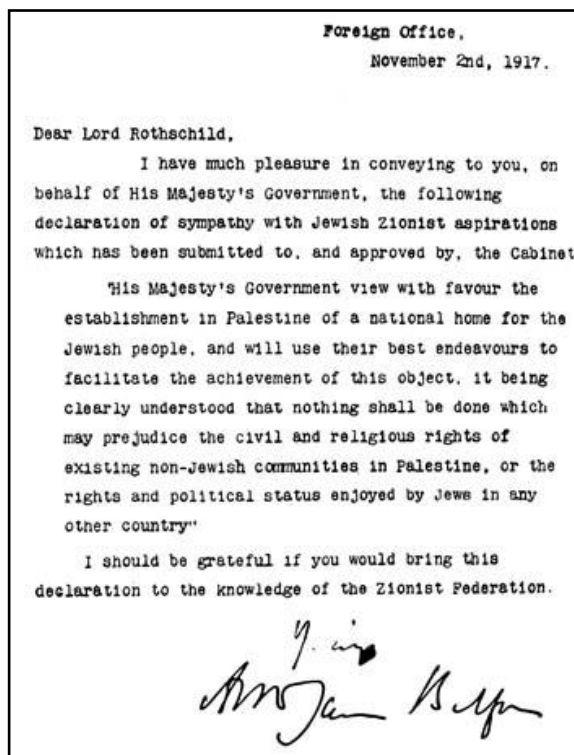 Foreign Office,
November 2nd, 1917.
Dear Lord Rothschild,
I have much pleasure in conveying to you, on
behalf of His Majesty's Government, the following
declaration of sympathy with Jewish Zionist aspirations
which has been submitted to, and approved by, the Cabinet
"His Majesty's Government view with favour the
establishment in Palestine of a national home for the
Jewish people, and will use their best endeavours to
facilitate the achievement of this object, it being
clearly understood that nothing shall be done which
may prejudice the civil and religious rights of
existing non-Jewish communities in Palestine, or the
rights and political status enjoyed by Jews in any
other country"
I should be grateful if you would bring this
declaration to the knowledge of the Zionist Federation.